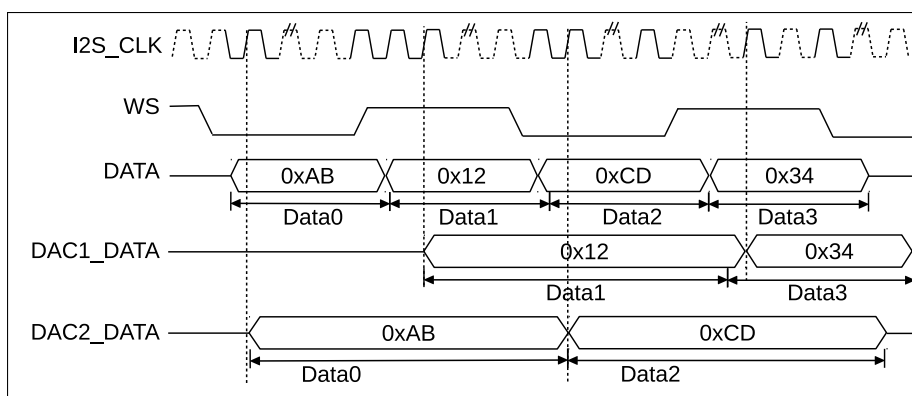 I2S_CLK
WS
DATA 0xAB 0x12 0xCD 0x34
Data0 Data1 Data2 Data3
DAC1_DATA 0x12 0x34
Data1 Data3
DAC2_DATA 0xAB 0xCD
Data0 Data2